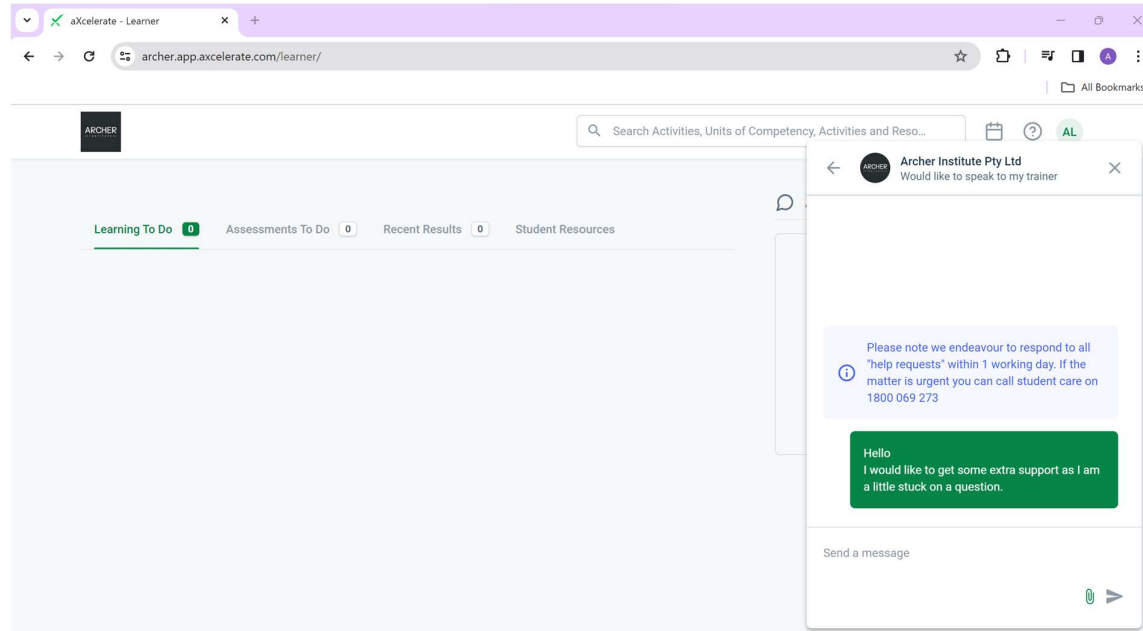 aXcelerate - Learner
archer.app.axcelerate.com/learner/
All Bookmarks
ARCHER
Search Activities, Units of Competency, Activities and Reso...
AL
Learning To Do 0 Assessments To Do 0 Recent Results 0 Student Resources
ARCHER
Archer Institute Pty Ltd
Would like to speak to my trainer
Please note we endeavour to respond to all
"help requests" within 1 working day. If the
matter is urgent you can call student care on
1800 069 273
Hello
I would like to get some extra support as I am
a little stuck on a question.
Send a message